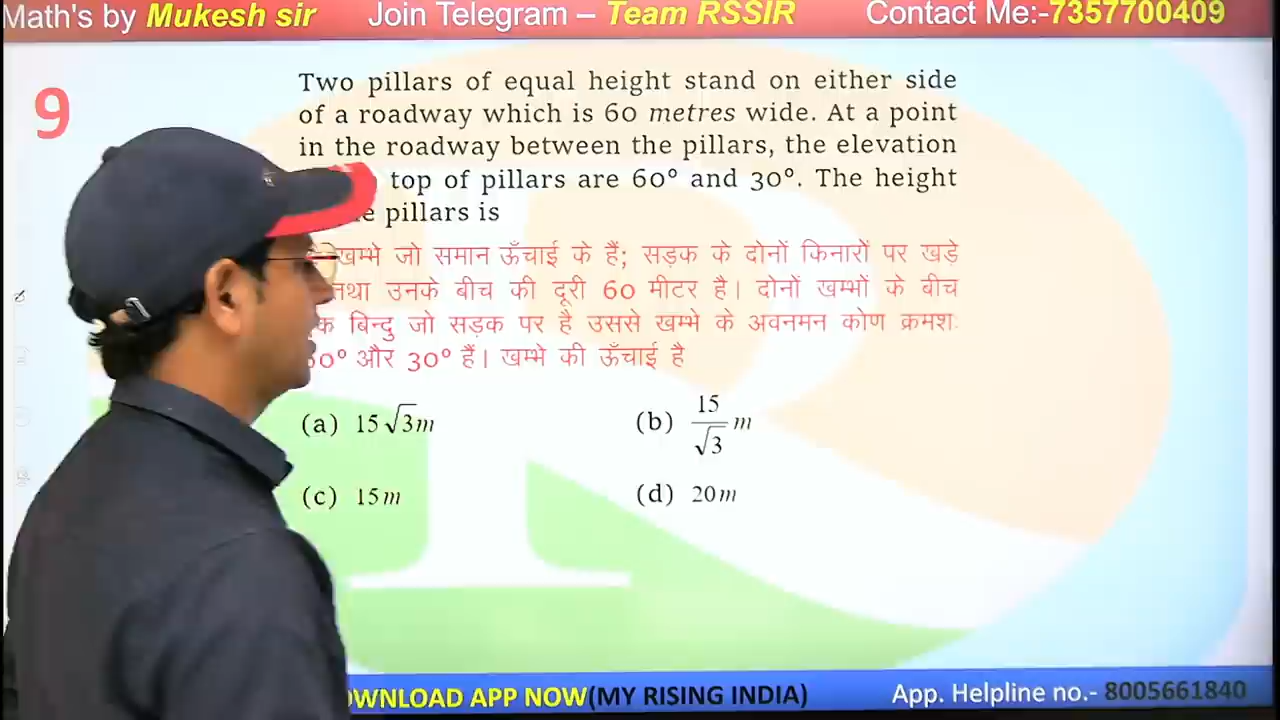 Math's by Mukesh sir Join Telegram – Team RSSIR Contact Me:-7357700409
9
Two pillars of equal height stand on either side
of a roadway which is 60 metres wide. At a point
in the roadway between the pillars, the elevation
top of pillars are 60° and 30°. The height
pillars is
खम्भे जो समान ऊँचाई के हैं; सड़क के दोनों किनारों पर खड़े
तथा उनके बीच की दूरी 60 मीटर है। दोनों खम्भों के बीच
बिन्दु जो सड़क पर है उससे खम्भे के अवनमन कोण क्रमशः
और 30° हैं। खम्भे की ऊँचाई है
(a) 15√3 m (b) 15/√3 m
(c) 15 m (d) 20 m
APP NOW(MY RISING INDIA) App. Helpline no.- 8005661840